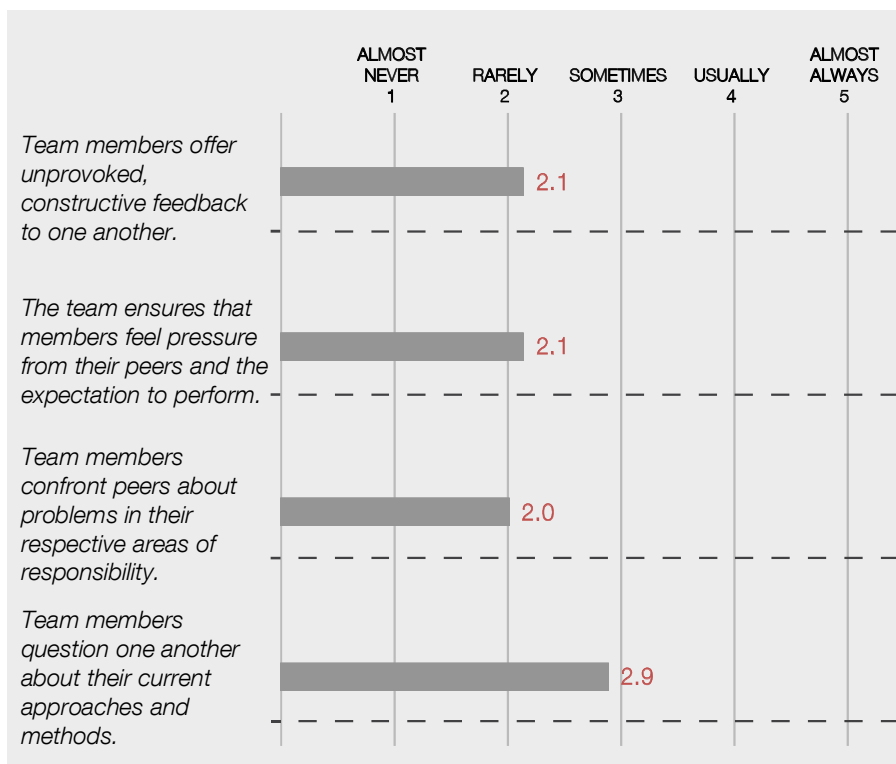 ALMOST
NEVER
1
RARELY
2
SOMETIMES
3
USUALLY
4
ALMOST
ALWAYS
5
Team members offer
unprovoked,
constructive feedback
to one another.
2.1
The team ensures that
members feel pressure
from their peers and the
expectation to perform.
2.1
Team members
confront peers about
problems in their
respective areas of
responsibility.
2.0
Team members
question one another
about their current
approaches and
methods.
2.9